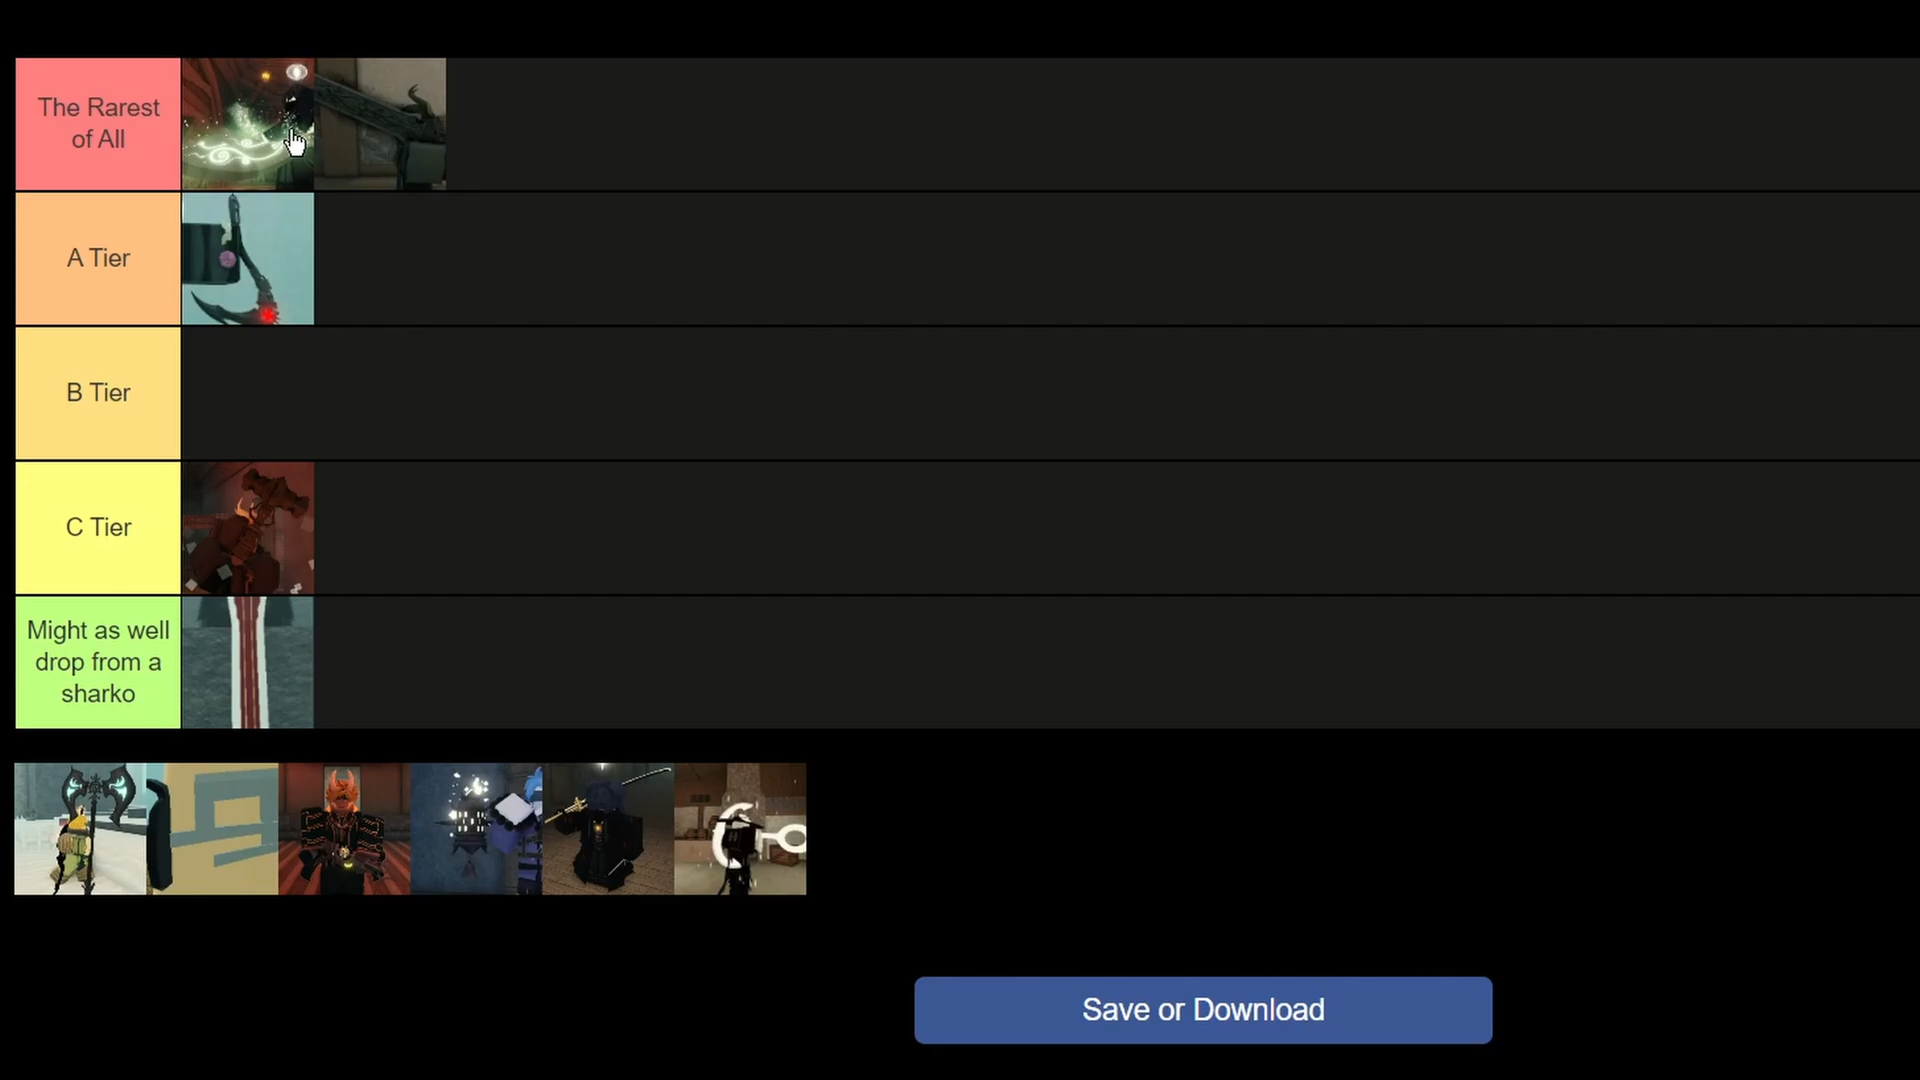 The Rarest
of All
A Tier
B Tier
C Tier
Might as well
drop from a
sharko
Save or Download